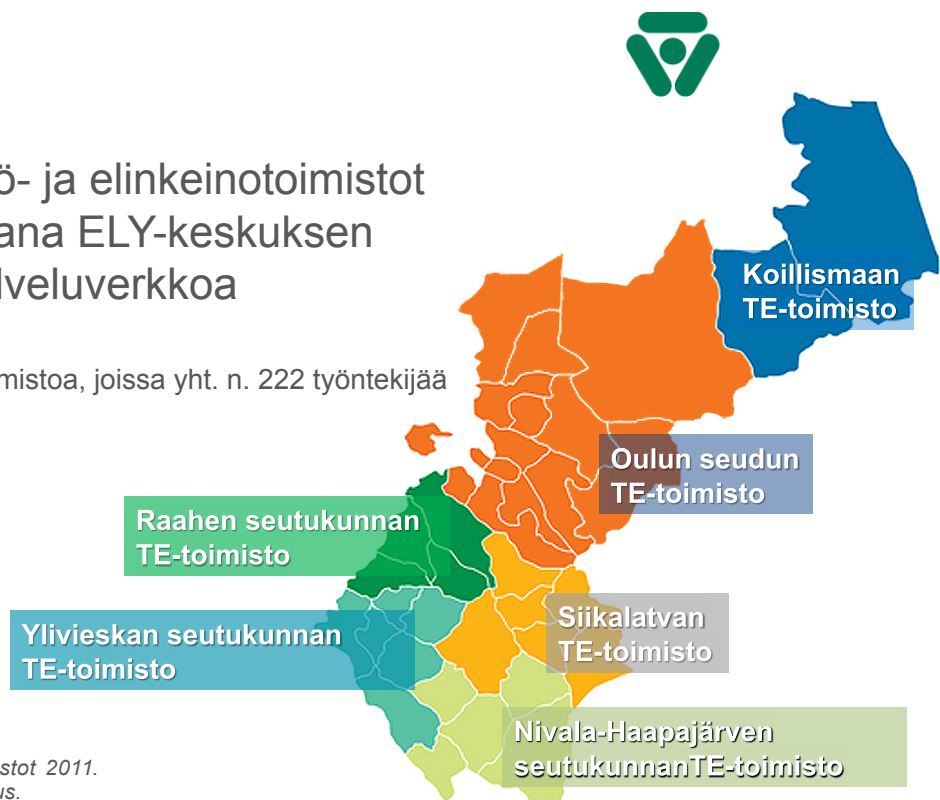 ö- ja elinkeinotoimistot
ana ELY-keskuksen
lveluverkkoa
mistoa, joissa yht. n. 222 työntekijää
Koillismaan
TE-toimisto
Oulun seudun
TE-toimisto
Raahen seutukunnan
TE-toimisto
Siikalatvan
TE-toimisto
Ylivieskan seutukunnan
TE-toimisto
Nivala-Haapajärven
seutukunnanTE-toimisto
stot 2011.
us.